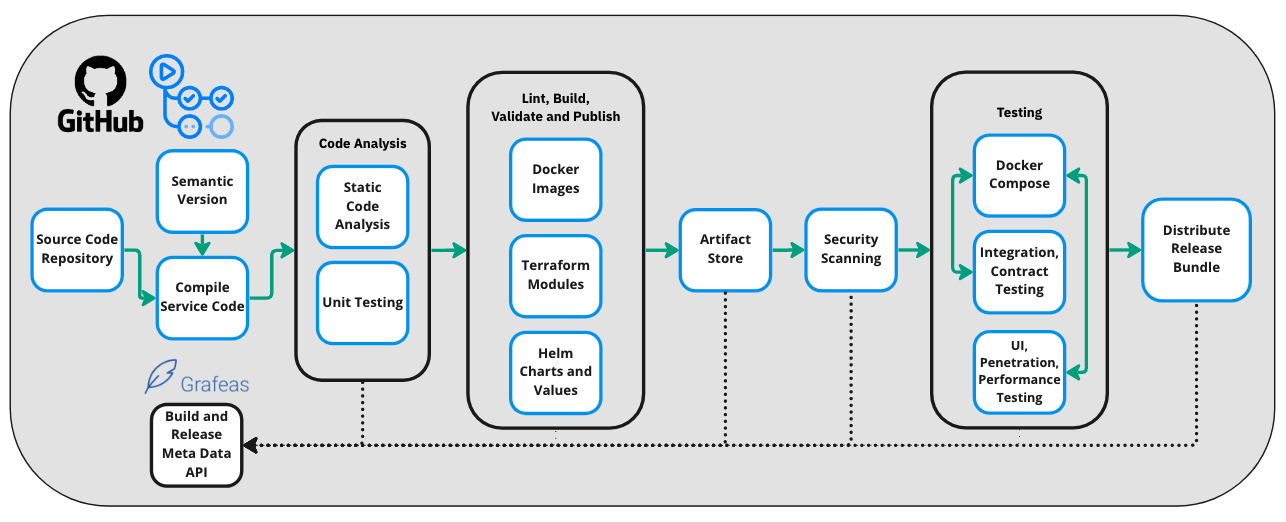 GitHub
Semantic
Version
Source Code
Repository
Compile
Service Code
Code Analysis
Static
Code
Analysis
Unit Testing
Lint, Build,
Validate and Publish
Docker
Images
Terraform
Modules
Helm
Charts and
Values
Artifact
Store
Security
Scanning
Testing
Docker
Compose
Integration,
Contract
Testing
UI,
Penetration,
Performance
Testing
Distribute
Release
Bundle
Grafeas
Build and
Release
Meta Data
API